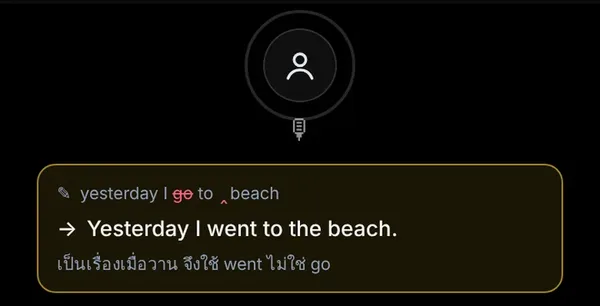 yesterday I go to ‸beach
→ Yesterday I went to the beach.
เป็นเรื่องเมื่อวาน จึงใช้ went ไม่ใช่ go